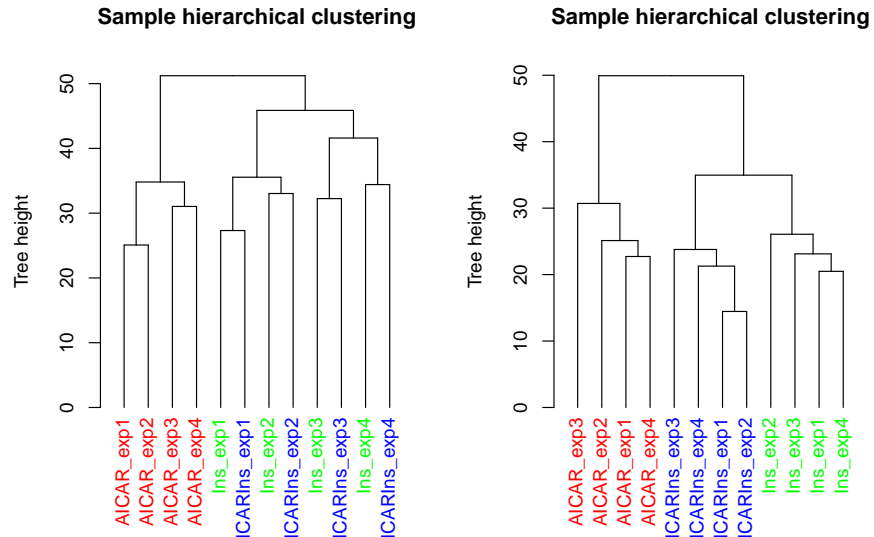 Sample hierarchical clustering
Tree height
50
40
30
20
10
0
AICAR_exp1
AICAR_exp2
AICAR_exp3
AICAR_exp4
Ins_exp1
ICARIns_exp1
Ins_exp2
ICARIns_exp2
Ins_exp3
ICARIns_exp3
Ins_exp4
ICARIns_exp4
Sample hierarchical clustering
Tree height
50
40
30
20
10
0
AICAR_exp3
AICAR_exp2
AICAR_exp1
AICAR_exp4
ICARIns_exp3
ICARIns_exp4
ICARIns_exp1
ICARIns_exp2
Ins_exp2
Ins_exp3
Ins_exp1
Ins_exp4